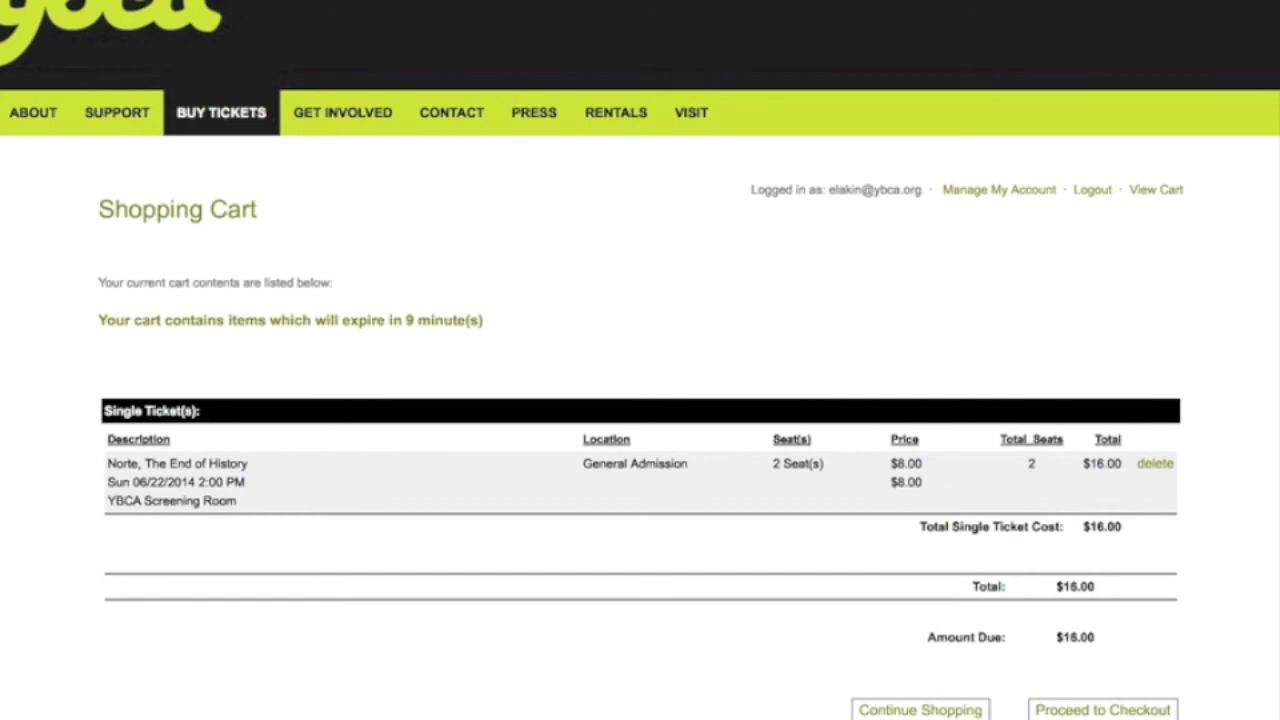 ybca
ABOUT SUPPORT BUY TICKETS GET INVOLVED CONTACT PRESS RENTALS VISIT
Logged in as: elakin@ybca.org · Manage My Account · Logout · View Cart
Shopping Cart
Your current cart contents are listed below:
Your cart contains items which will expire in 9 minute(s)
Single Ticket(s):
Description Location Seat(s) Price Total Seats Total
Norte, The End of History General Admission 2 Seat(s) $8.00 2 $16.00 delete
Sun 06/22/2014 2:00 PM $8.00
YBCA Screening Room
Total Single Ticket Cost: $16.00
Total: $16.00
Amount Due: $16.00
Continue Shopping Proceed to Checkout